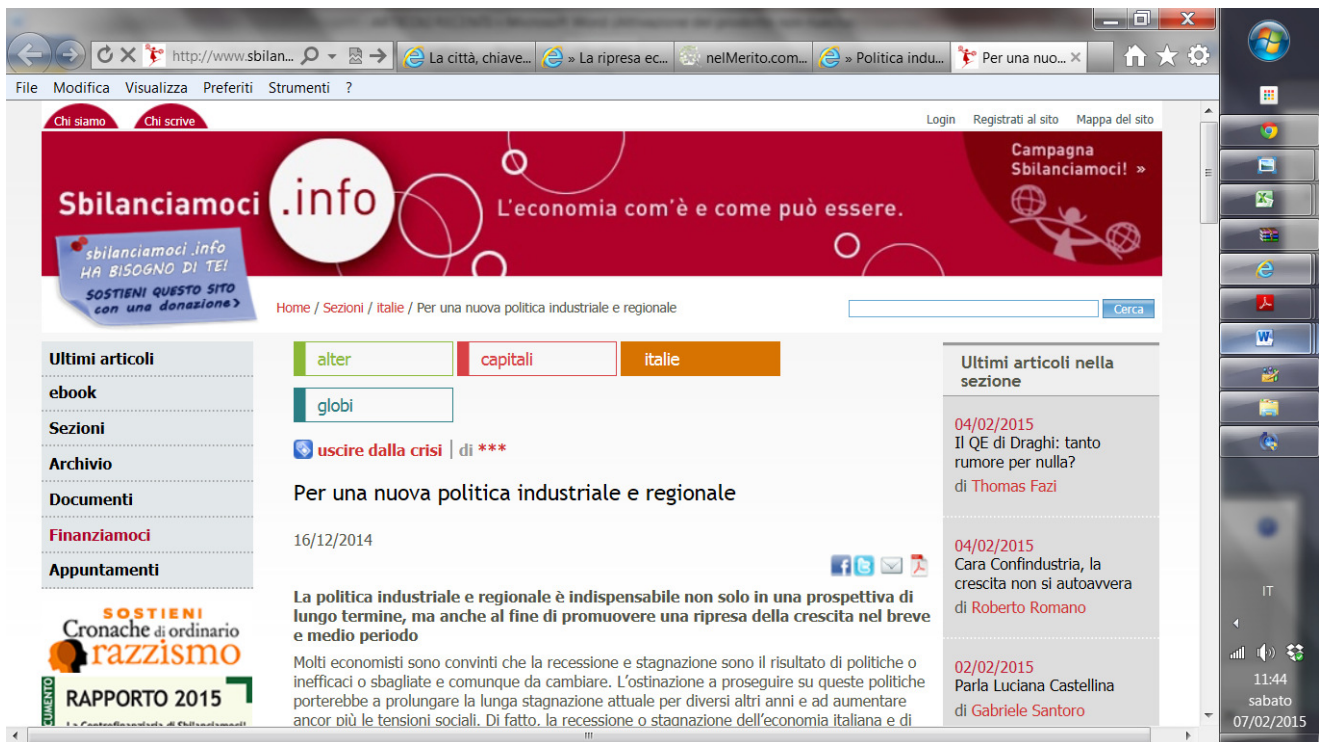 http://www.sbilan...
La città, chiave...
» La ripresa ec...
nelMerito.com...
» Politica indu...
Per una nuo...
File Modifica Visualizza Preferiti Strumenti ?
Chi siamo
Chi scrive
Login Registrati al sito Mappa del sito
Sbilanciamoci .info
L'economia com'è e come può essere.
Campagna
Sbilanciamoci! »
sbilanciamoci .info
HA BISOGNO DI TE!
SOSTIENI QUESTO SITO
con una donazione>
Home / Sezioni / italie / Per una nuova politica industriale e regionale
Cerca
Ultimi articoli
ebook
Sezioni
Archivio
Documenti
Finanziamoci
Appuntamenti
SOSTIENI
Cronache di ordinario
razzismo
RAPPORTO 2015
alter
capitali
italie
globi
uscire dalla crisi | di ***
Per una nuova politica industriale e regionale
16/12/2014
La politica industriale e regionale è indispensabile non solo in una prospettiva di
lungo termine, ma anche al fine di promuovere una ripresa della crescita nel breve
e medio periodo
Molti economisti sono convinti che la recessione e stagnazione sono il risultato di politiche o
inefficaci o sbagliate e comunque da cambiare. L'ostinazione a proseguire su queste politiche
porterebbe a prolungare la lunga stagnazione attuale per diversi altri anni e ad aumentare
ancor più le tensioni sociali. Di fatto, la recessione o stagnazione dell'economia italiana e di
Ultimi articoli nella
sezione
04/02/2015
Il QE di Draghi: tanto
rumore per nulla?
di Thomas Fazi
04/02/2015
Cara Confindustria, la
crescita non si autoavvera
di Roberto Romano
02/02/2015
Parla Luciana Castellina
di Gabriele Santoro
IT
11:44
sabato
07/02/2015